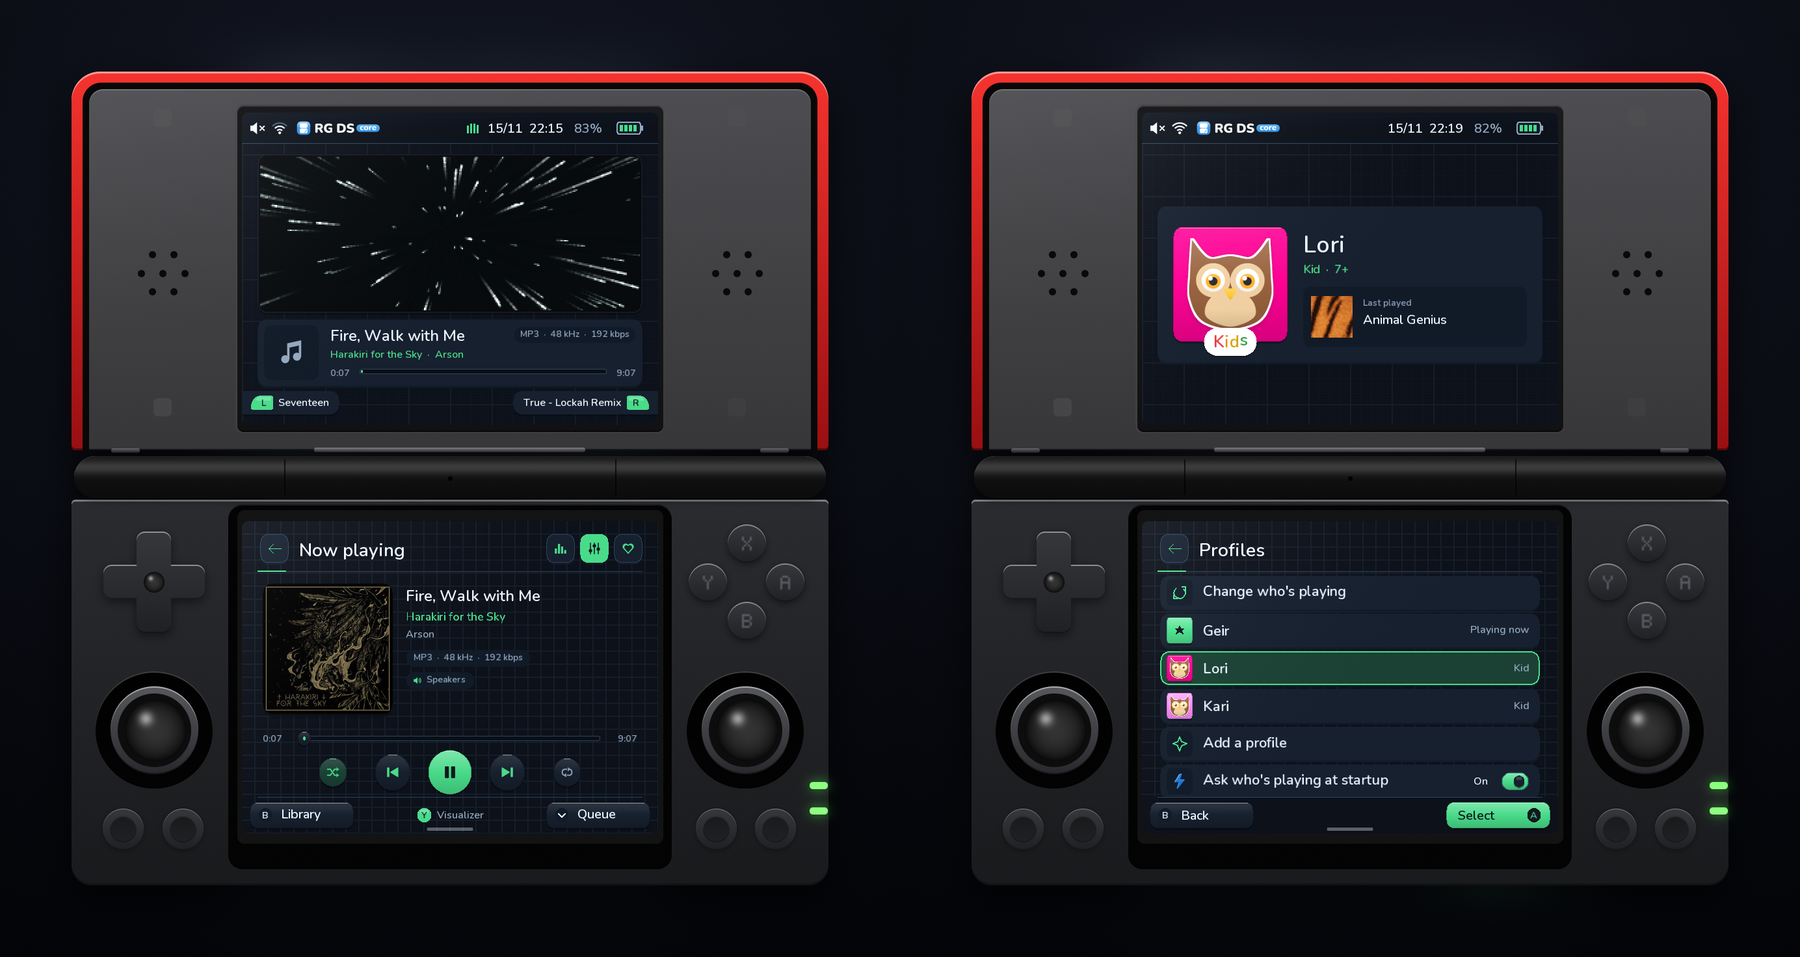 RG DS core 15/11 22:15 83%
Fire, Walk with Me MP3 · 48 kHz · 192 kbps
Harakiri for the Sky · Arson
0:07 9:07
L Seventeen True - Lockah Remix R
Now playing
Fire, Walk with Me
Harakiri for the Sky
Arson
MP3 · 48 kHz · 192 kbps
Speakers
HARAKIRI
FOR THE SKY
0:07 9:07
B Library Y Visualizer Queue
X
Y A
B
RG DS core 15/11 22:19 82%
Lori
Kid · 7+
Last played
Animal Genius
Kids
Profiles
Change who's playing
Geir Playing now
Lori Kid
Kari Kid
Add a profile
Ask who's playing at startup On
B Back Select A
X
Y A
B